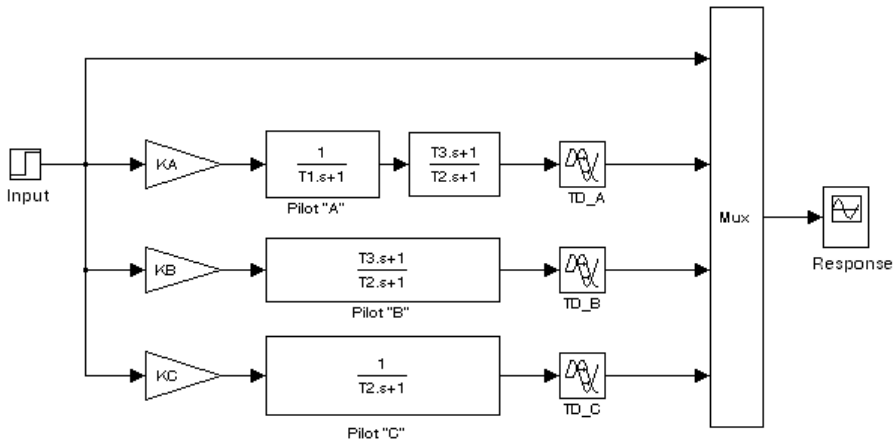 Input
KA
1
T1.s+1
T3.s+1
T2.s+1
Pilot "A"
TD_A
KB
T3.s+1
T2.s+1
Pilot "B"
TD_B
KC
1
T2.s+1
Pilot "C"
TD_C
Mux
Response